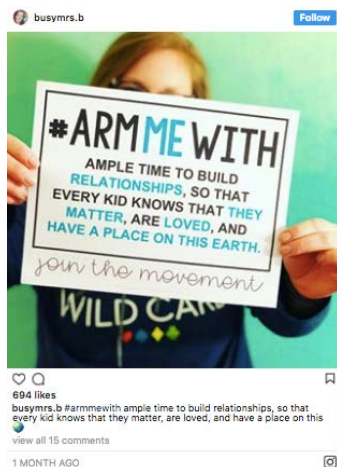 busymrs.b
Follow
#ARMMEWITH
AMPLE TIME TO BUILD
RELATIONSHIPS, SO THAT
EVERY KID KNOWS THAT THEY
MATTER, ARE LOVED, AND
HAVE A PLACE ON THIS EARTH.
join the movement
WILD
694 likes
busymrs.b #armmewith ample time to build relationships, so that
every kid knows that they matter, are loved, and have a place on this
🌏
view all 15 comments
1 MONTH AGO